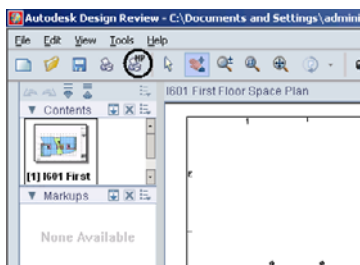 Autodesk Design Review - C:\Documents and Settings\admini
File Edit View Tools Help
HP
I601 First Floor Space Plan
Contents
[1] I601 First
Markups
None Available